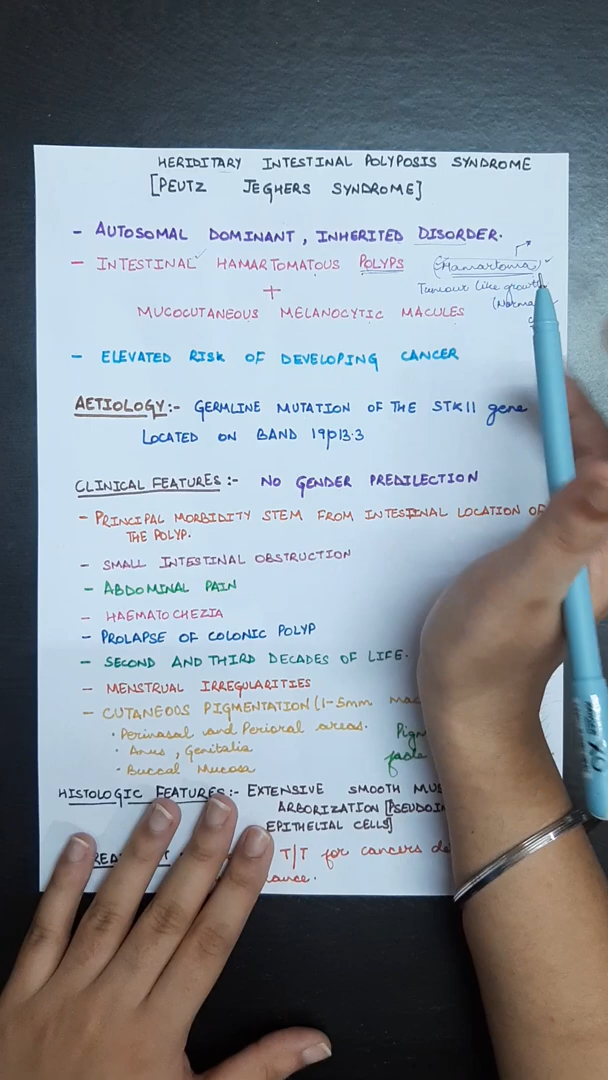 HERIDITARY INTESTINAL POLYPOSIS SYNDROME
[PEUTZ JEGHERS SYNDROME]
- AUTOSOMAL DOMINANT, INHERITED DISORDER.
- INTESTINAL HAMARTOMATOUS POLYPS (Hamartoma)
Tumour like growth
+
MUCOCUTANEOUS MELANOCYTIC MACULES
- ELEVATED RISK OF DEVELOPING CANCER
AETIOLOGY:- GERMLINE MUTATION OF THE STK11 gene
LOCATED ON BAND 19p13.3
CLINICAL FEATURES:- NO GENDER PREDILECTION
- PRINCIPAL MORBIDITY STEM FROM INTESTINAL LOCATION OF
THE POLYP.
- SMALL INTESTINAL OBSTRUCTION
- ABDOMINAL PAIN
- HAEMATOCHEZIA
- PROLAPSE OF COLONIC POLYP
- SECOND AND THIRD DECADES OF LIFE.
- MENSTRUAL IRREGULARITIES
- CUTANEOUS PIGMENTATION (1-5mm
• Perinasal and Perioral areas.
• Anus, Genitalia
• Buccal Mucosa
HISTOLOGIC FEATURES:- EXTENSIVE SMOOTH
ARBORIZATION
EPITHELIAL CELLS]
T/T for cancers